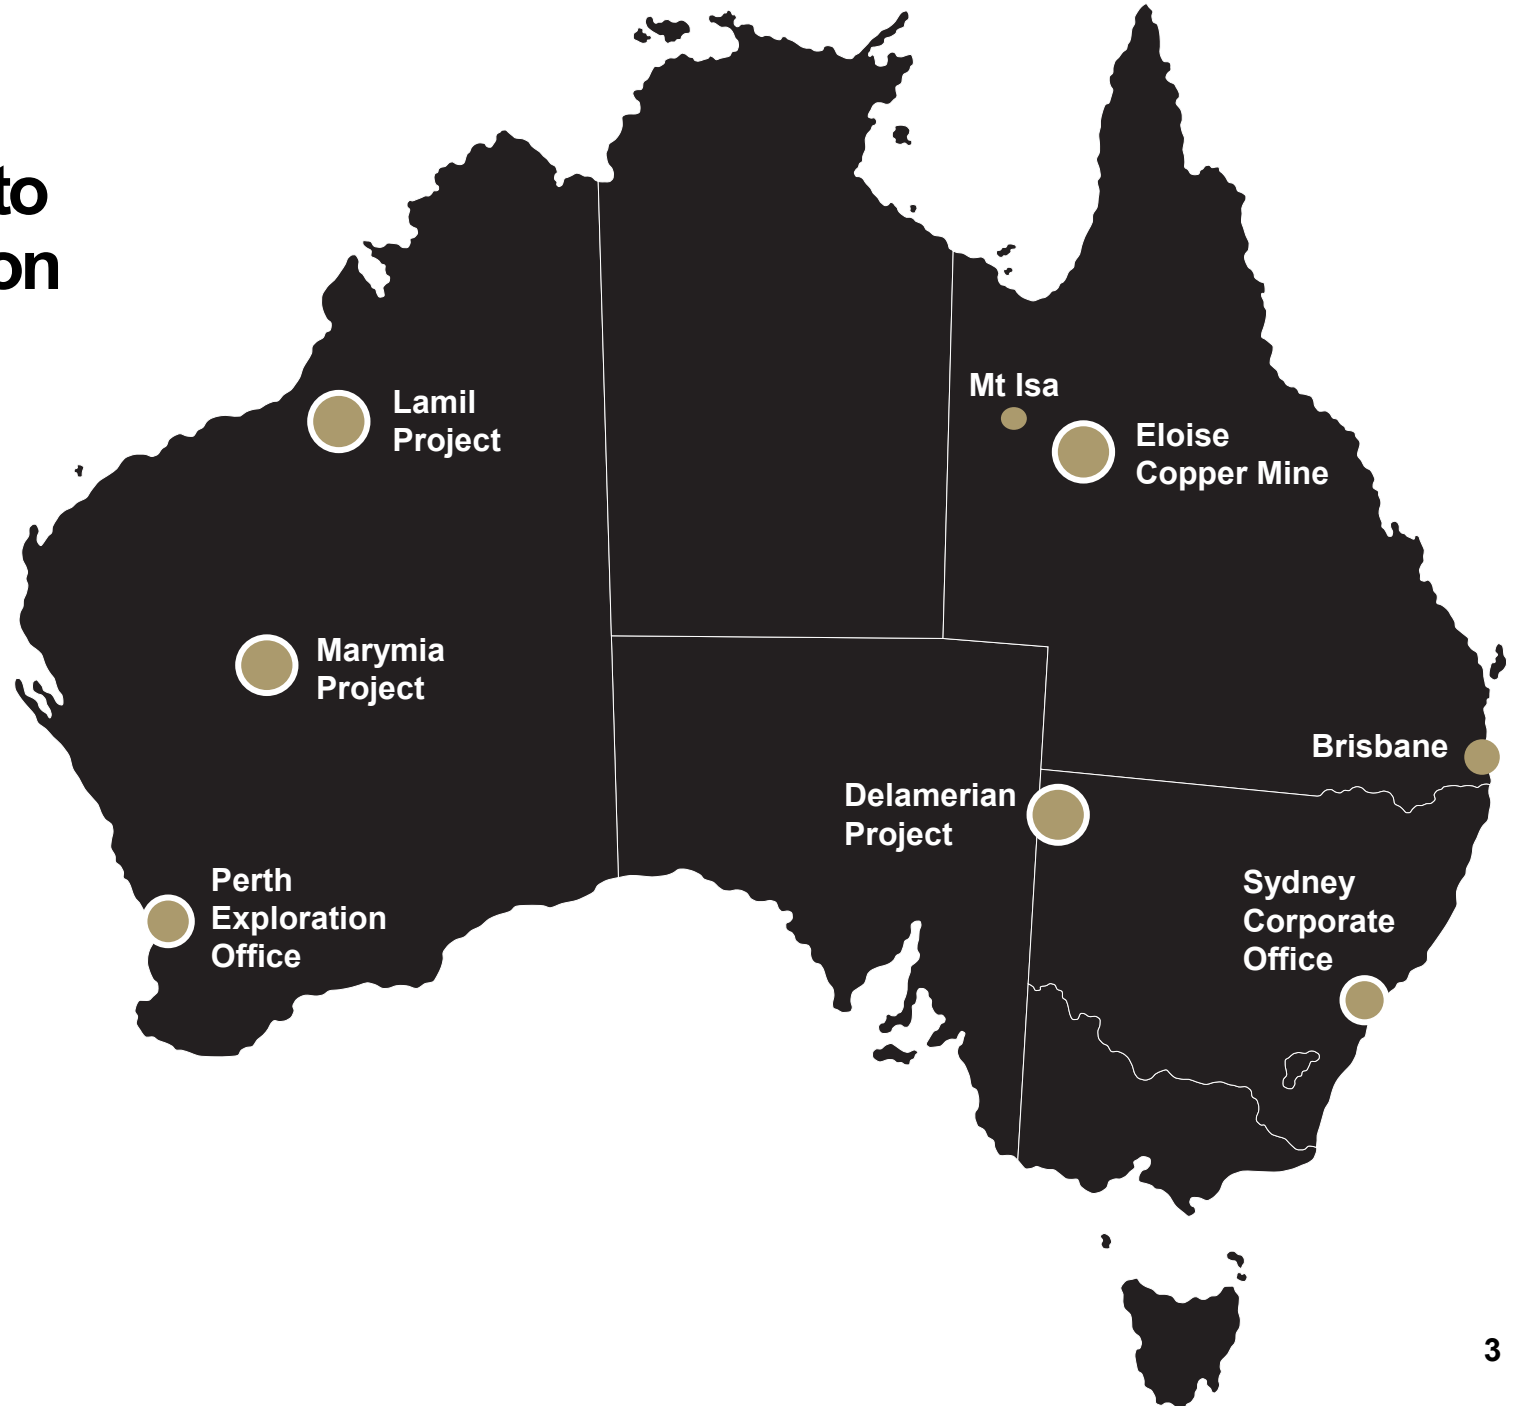 to
on
Lamil
Project
Mt Isa
Eloise
Copper Mine
Marymia
Project
Brisbane
Delamerian
Project
Perth
Exploration
Office
Sydney
Corporate
Office
3